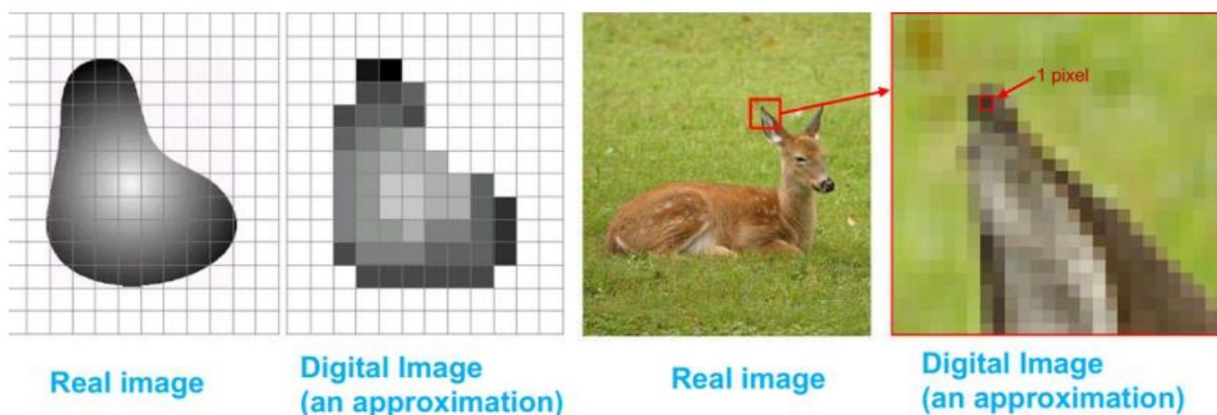 1 pixel
Real image
Digital Image
(an approximation)
Real image
Digital Image
(an approximation)